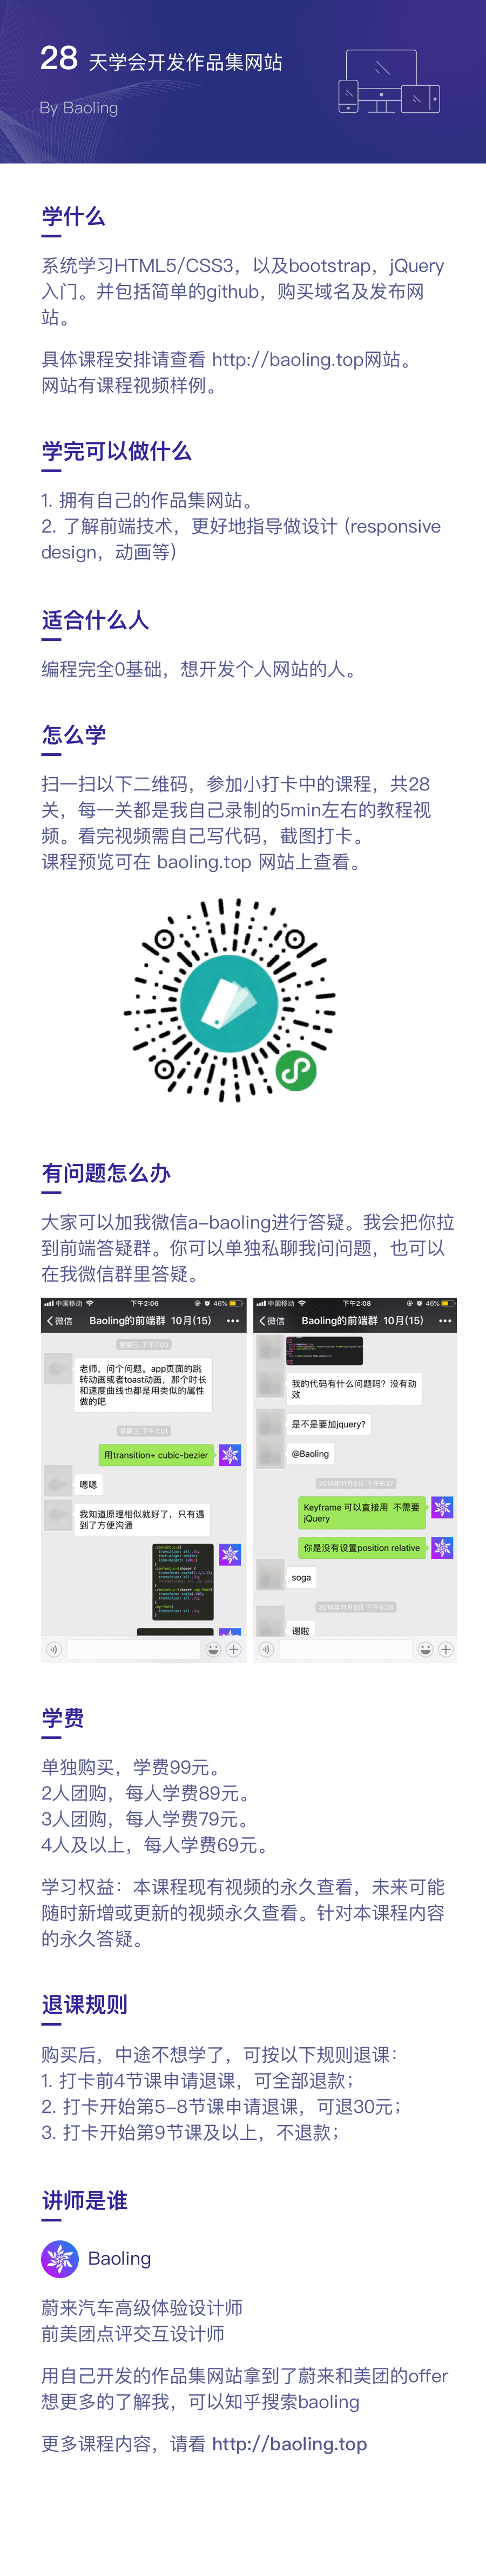 28 天学会开发作品集网站
By Baoling
学什么
系统学习HTML5/CSS3，以及bootstrap，jQuery
入门。并包括简单的github，购买域名及发布网
站。
具体课程安排请查看 http://baoling.top网站。
网站有课程视频样例。
学完可以做什么
1. 拥有自己的作品集网站。
2. 了解前端技术，更好地指导做设计 (responsive
design，动画等)
适合什么人
编程完全0基础，想开发个人网站的人。
怎么学
扫一扫以下二维码，参加小打卡中的课程，共28
关，每一关都是我自己录制的5min左右的教程视
频。看完视频需自己写代码，截图打卡。
课程预览可在 baoling.top 网站上查看。
有问题怎么办
大家可以加我微信a-baoling进行答疑。我会把你拉
到前端答疑群。你可以单独私聊我问问题，也可以
在我微信群里答疑。
中国移动 下午2:06 46%
微信 Baoling的前端群 10月(15)
星期三 下午7:00
老师，问个问题。app页面的跳
转动画或者toast动画，那个时长
和速度曲线也都是用类似的属性
做的吧
星期三 下午7:01
用transition+ cubic-bezier
嗯嗯
我知道原理相似就好了，只有遇
到了方便沟通
中国移动 下午2:08 46%
微信 Baoling的前端群 10月(15)
我的代码有什么问题吗？没有动
效
是不是要加jquery?
@Baoling
2018年11月5日 下午9:27
Keyframe 可以直接用 不需要
jQuery
你是没有设置position relative
soga
2018年11月5日 下午9:28
谢啦
学费
单独购买，学费99元。
2人团购，每人学费89元。
3人团购，每人学费79元。
4人及以上，每人学费69元。
学习权益：本课程现有视频的永久查看，未来可能
随时新增或更新的视频永久查看。针对本课程内容
的永久答疑。
退课规则
购买后，中途不想学了，可按以下规则退课：
1. 打卡前4节课申请退课，可全部退款；
2. 打卡开始第5-8节课申请退课，可退30元；
3. 打卡开始第9节课及以上，不退款；
讲师是谁
Baoling
蔚来汽车高级体验设计师
前美团点评交互设计师
用自己开发的作品集网站拿到了蔚来和美团的offer
想更多的了解我，可以知乎搜索baoling
更多课程内容，请看 http://baoling.top